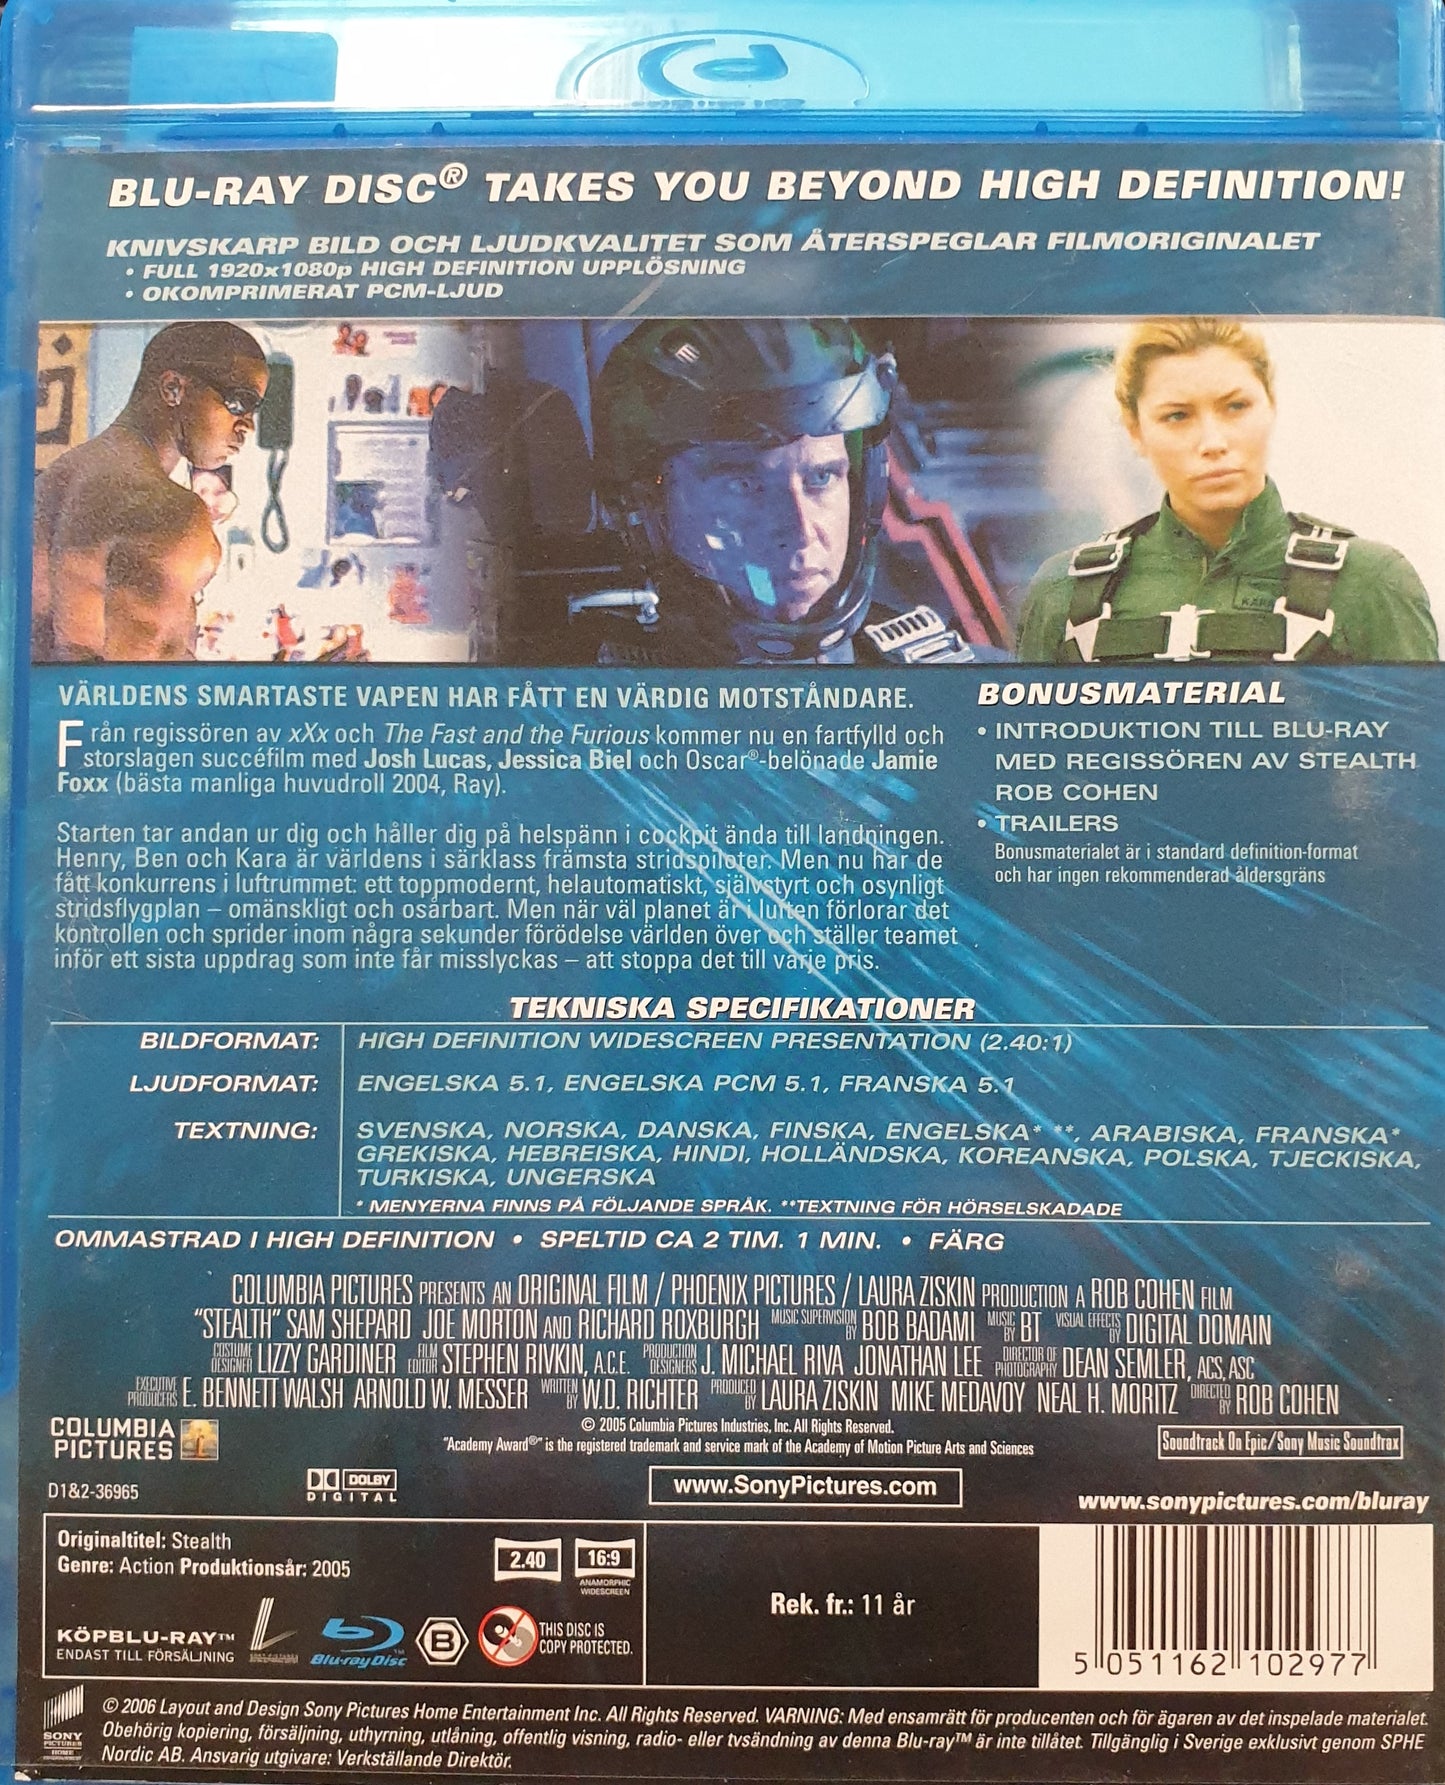 BLU-RAY DISC® TAKES YOU BEYOND HIGH DEFINITION!
KNIVSKARP BILD OCH LJUDKVALITET SOM ÅTERSPEGLAR FILMORIGINALET
• FULL 1920x1080p HIGH DEFINITION UPPLÖSNING
• OKOMPRIMERAT PCM-LJUD
VÄRLDENS SMARTASTE VAPEN HAR FÅTT EN VÄRDIG MOTSTÅNDARE.
Från regissören av xXx och The Fast and the Furious kommer nu en fartfylld och
storslagen succéfilm med Josh Lucas, Jessica Biel och Oscar®-belönade Jamie
Foxx (bästa manliga huvudroll 2004, Ray).
Starten tar andan ur dig och håller dig på helspänn i cockpit ända till landningen.
Henry, Ben och Kara är världens i särklass främsta stridspiloter. Men nu har de
fått konkurrens i luftrummet: ett toppmodernt, helautomatiskt, självstyrt och osynligt
stridsflygplan – omänskligt och osårbart. Men när väl planet är i luften förlorar det
kontrollen och sprider inom några sekunder förödelse världen över och ställer teamet
inför ett sista uppdrag som inte får misslyckas – att stoppa det till varje pris.
BONUSMATERIAL
• INTRODUKTION TILL BLU-RAY
MED REGISSÖREN AV STEALTH
ROB COHEN
• TRAILERS
Bonusmaterialet är i standard definition-format
och har ingen rekommenderad åldersgräns
TEKNISKA SPECIFIKATIONER
BILDFORMAT: HIGH DEFINITION WIDESCREEN PRESENTATION (2.40:1)
LJUDFORMAT: ENGELSKA 5.1, ENGELSKA PCM 5.1, FRANSKA 5.1
TEXTNING: SVENSKA, NORSKA, DANSKA, FINSKA, ENGELSKA* **, ARABISKA, FRANSKA*
GREKISKA, HEBREISKA, HINDI, HOLLÄNDSKA, KOREANSKA, POLSKA, TJECKISKA,
TURKISKA, UNGERSKA
* MENYERNA FINNS PÅ FÖLJANDE SPRÅK. **TEXTNING FÖR HÖRSELSKADADE
OMMASTRAD I HIGH DEFINITION • SPELTID CA 2 TIM. 1 MIN. • FÄRG
COLUMBIA PICTURES PRESENTS AN ORIGINAL FILM / PHOENIX PICTURES / LAURA ZISKIN PRODUCTION A ROB COHEN FILM
"STEALTH" SAM SHEPARD JOE MORTON AND RICHARD ROXBURGH MUSIC SUPERVISION BY BOB BADAMI MUSIC BY BT VISUAL EFFECTS BY DIGITAL DOMAIN
COSTUME DESIGNER LIZZY GARDINER FILM EDITOR STEPHEN RIVKIN, A.C.E. PRODUCTION DESIGNERS J. MICHAEL RIVA JONATHAN LEE DIRECTOR OF PHOTOGRAPHY DEAN SEMLER, ACS, ASC
EXECUTIVE PRODUCERS E. BENNETT WALSH ARNOLD W. MESSER WRITTEN BY W.D. RICHTER PRODUCED BY LAURA ZISKIN MIKE MEDAVOY NEAL H. MORITZ DIRECTED BY ROB COHEN
COLUMBIA
PICTURES
© 2005 Columbia Pictures Industries, Inc. All Rights Reserved.
"Academy Award®" is the registered trademark and service mark of the Academy of Motion Picture Arts and Sciences
Soundtrack On Epic/Sony Music Soundtrax
D1&2-36965
DOLBY
DIGITAL
www.SonyPictures.com
www.sonypictures.com/bluray
Originaltitel: Stealth
Genre: Action Produktionsår: 2005
2.40
16:9
ANAMORPHIC
WIDESCREEN
KÖPBLU-RAY™
ENDAST TILL FÖRSÄLJNING
Blu-ray Disc
B
THIS DISC IS
COPY PROTECTED.
Rek. fr.: 11 år
5 051162 102977
SONY
PICTURES
HOME
© 2006 Layout and Design Sony Pictures Home Entertainment Inc. All Rights Reserved. VARNING: Med ensamrätt för producenten och för ägaren av det inspelade materialet.
Obehörig kopiering, försäljning, uthyrning, utlåning, offentlig visning, radio- eller tvsändning av denna Blu-ray™ är inte tillåtet. Tillgänglig i Sverige exklusivt genom SPHE
Nordic AB. Ansvarig utgivare: Verkställande Direktör.